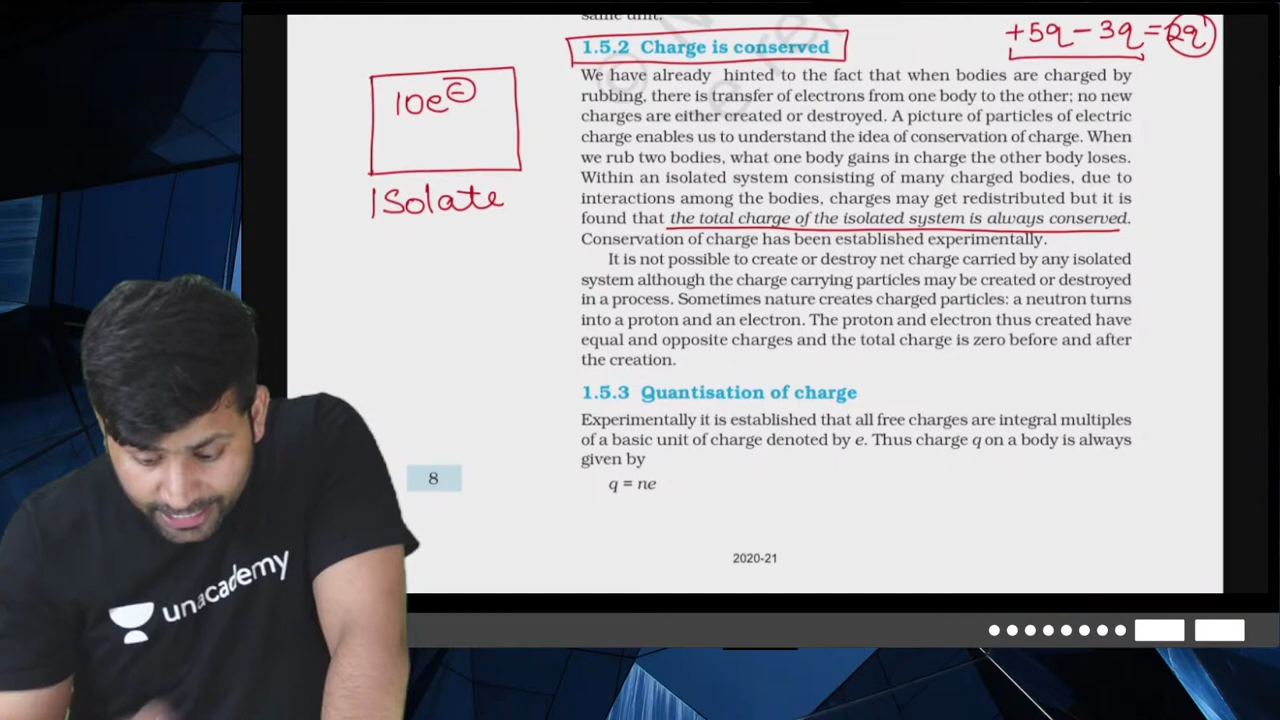 same unit.
+5q - 3q = 2q
1.5.2 Charge is conserved
We have already hinted to the fact that when bodies are charged by
rubbing, there is transfer of electrons from one body to the other; no new
charges are either created or destroyed. A picture of particles of electric
charge enables us to understand the idea of conservation of charge. When
we rub two bodies, what one body gains in charge the other body loses.
Within an isolated system consisting of many charged bodies, due to
interactions among the bodies, charges may get redistributed but it is
found that the total charge of the isolated system is always conserved.
Conservation of charge has been established experimentally.
It is not possible to create or destroy net charge carried by any isolated
system although the charge carrying particles may be created or destroyed
in a process. Sometimes nature creates charged particles: a neutron turns
into a proton and an electron. The proton and electron thus created have
equal and opposite charges and the total charge is zero before and after
the creation.
1.5.3 Quantisation of charge
Experimentally it is established that all free charges are integral multiples
of a basic unit of charge denoted by e. Thus charge q on a body is always
given by
q = ne
10e⊖
ISolate
8
2020-21
unacademy